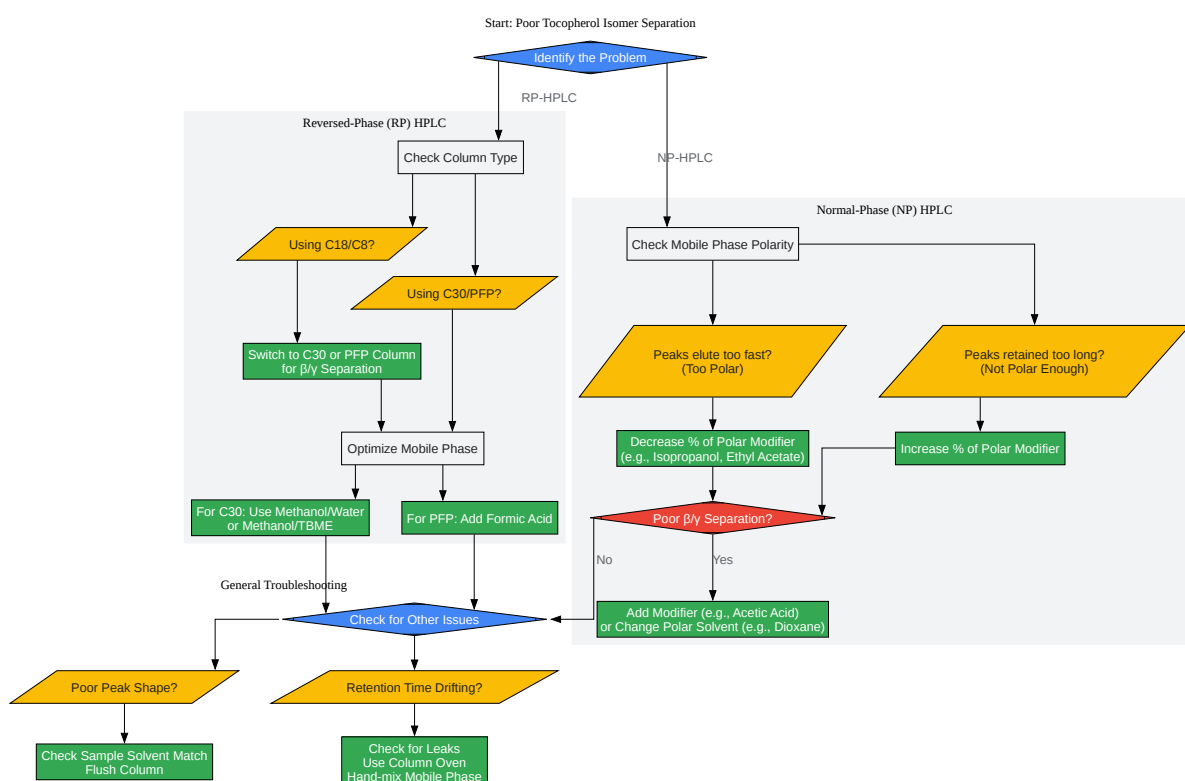 Start: Poor Tocopherol Isomer Separation
Identify the Problem
RP-HPLC
NP-HPLC
Reversed-Phase (RP) HPLC
Check Column Type
Using C18/C8?
Using C30/PFP?
Switch to C30 or PFP Column
for β/γ Separation
Optimize Mobile Phase
For C30: Use Methanol/Water
or Methanol/TBME
For PFP: Add Formic Acid
Normal-Phase (NP) HPLC
Check Mobile Phase Polarity
Peaks elute too fast?
(Too Polar)
Peaks retained too long?
(Not Polar Enough)
Decrease % of Polar Modifier
(e.g., Isopropanol, Ethyl Acetate)
Increase % of Polar Modifier
Poor β/γ Separation?
No
Yes
Add Modifier (e.g., Acetic Acid)
or Change Polar Solvent (e.g., Dioxane)
General Troubleshooting
Check for Other Issues
Poor Peak Shape?
Retention Time Drifting?
Check Sample Solvent Match
Flush Column
Check for Leaks
Use Column Oven
Hand-mix Mobile Phase